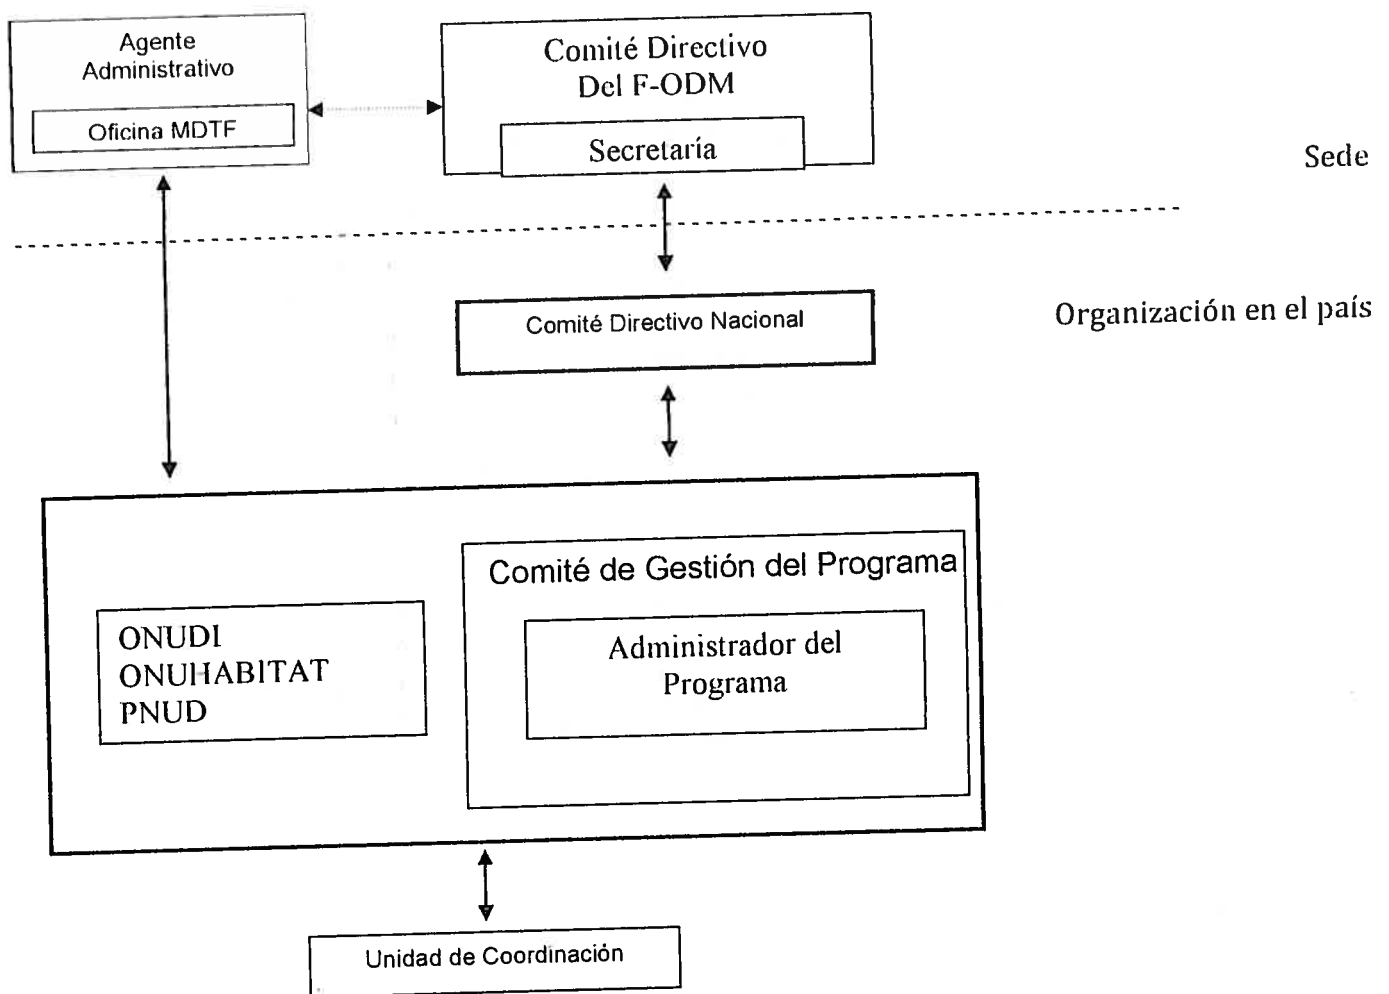 Agente
Administrativo
Oficina MDTF
Comité Directivo
Del F-ODM
Secretaría
Sede
Comité Directivo Nacional
Organización en el país
Comité de Gestión del Programa
ONUDI
ONUHABITAT
PNUD
Administrador del
Programa
Unidad de Coordinación